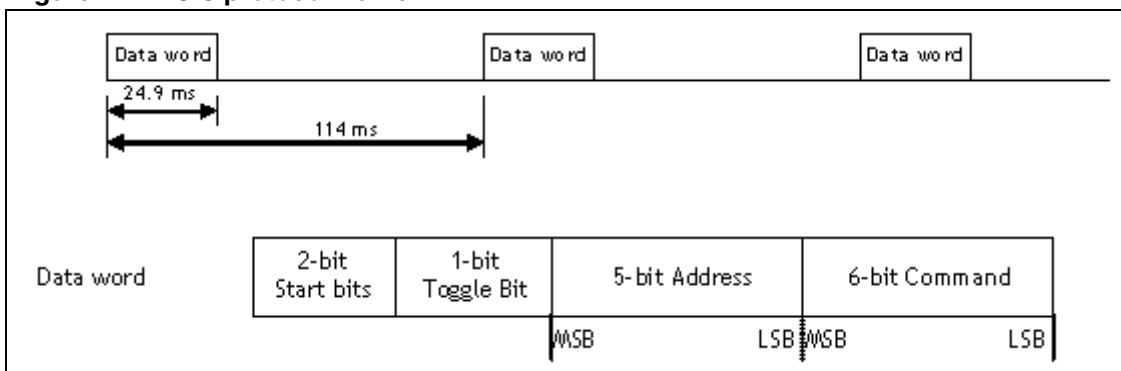 Data word Data word Data word
24.9 ms
114 ms
Data word
2-bit Start bits
1-bit Toggle Bit
5-bit Address
6-bit Command
MSB LSB MSB LSB